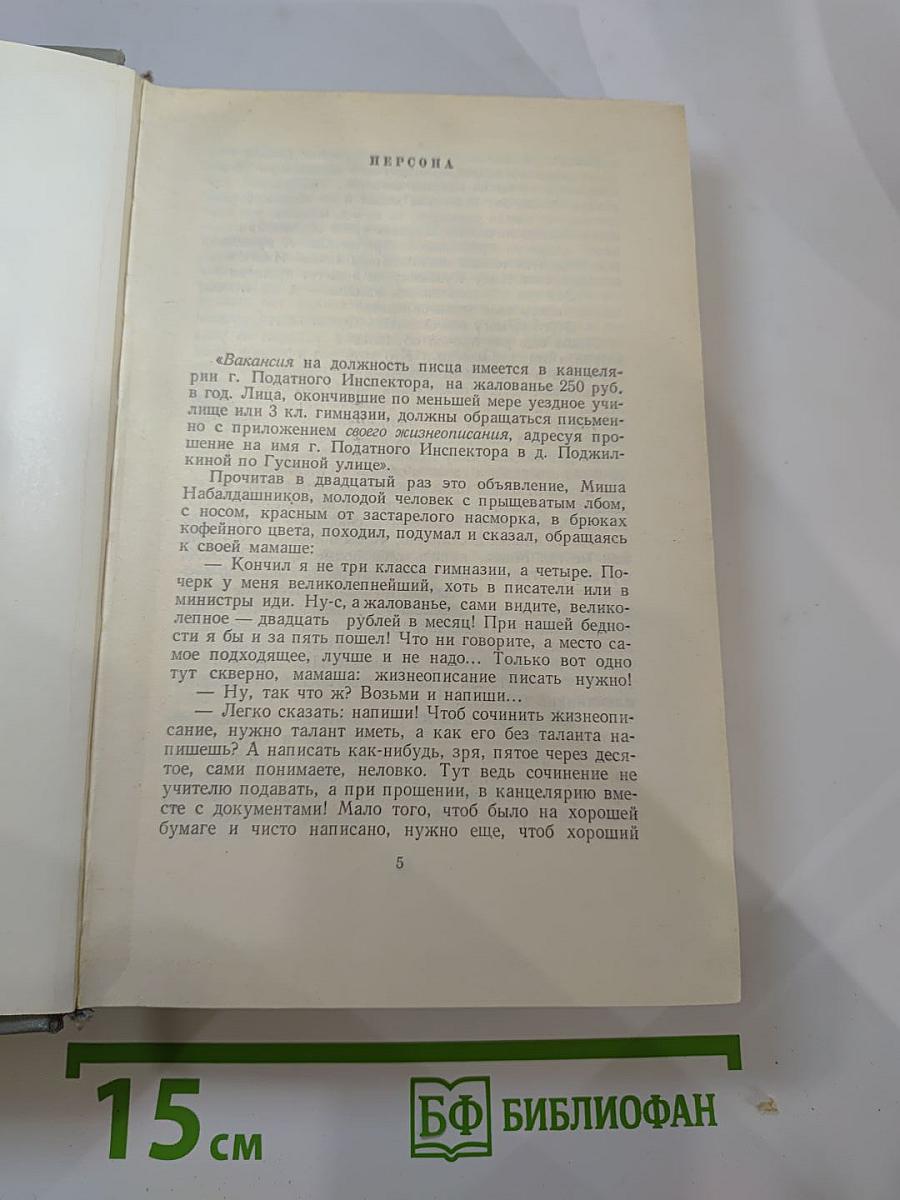 ПЕРСОНА
«Вакансия на должность писца имеется в канцеля-
рии г. Податного Инспектора, на жалованье 250 руб.
в год. Лица, окончившие по меньшей мере уездное учи-
лище или 3 кл. гимназии, должны обращаться письмен-
но с приложением своего жизнеописания, адресуя про-
шение на имя г. Податного Инспектора в д. Поджил-
киной по Гусиной улице».
Прочитав в двадцатый раз это объявление, Миша
Набалдашников, молодой человек с прыщеватым лбом,
с носом, красным от застарелого насморка, в брюках
кофейного цвета, походил, подумал и сказал, обращаясь
к своей мамаше:
— Кончил я не три класса гимназии, а четыре. По-
черк у меня великолепнейший, хоть в писатели или в
министры иди. Ну-с, а жалованье, сами видите, велико-
лепное — двадцать рублей в месяц! При нашей бедно-
сти я бы и за пять пошел! Что ни говорите, а место са-
мое подходящее, лучше и не надо... Только вот одно
тут скверно, мамаша: жизнеописание писать нужно!
— Ну, так что ж? Возьми и напиши...
— Легко сказать: напиши! Чтоб сочинить жизнеопи-
сание, нужно талант иметь, а как его без таланта на-
пишешь? А написать как-нибудь, зря, пятое через деся-
тое, сами понимаете, неловко. Тут ведь сочинение не
учителю подавать, а при прошении, в канцелярию вме-
сте с документами! Мало того, чтоб было на хорошей
бумаге и чисто написано, нужно еще, чтоб хороший
5
15 см
БФ БИБЛИОФАН